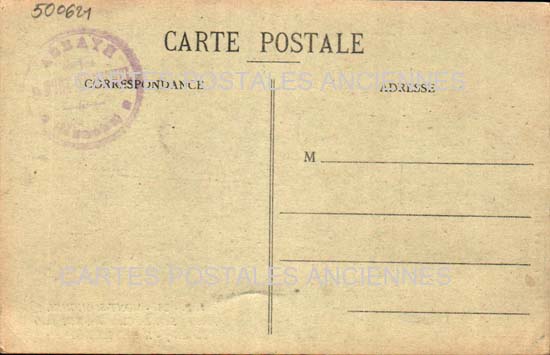 500621
CARTE POSTALE
CARTES POSTALES ANCIENNES
CORRESPONDANCE
ADRESSE
M
CARTES POSTALES ANCIENNES